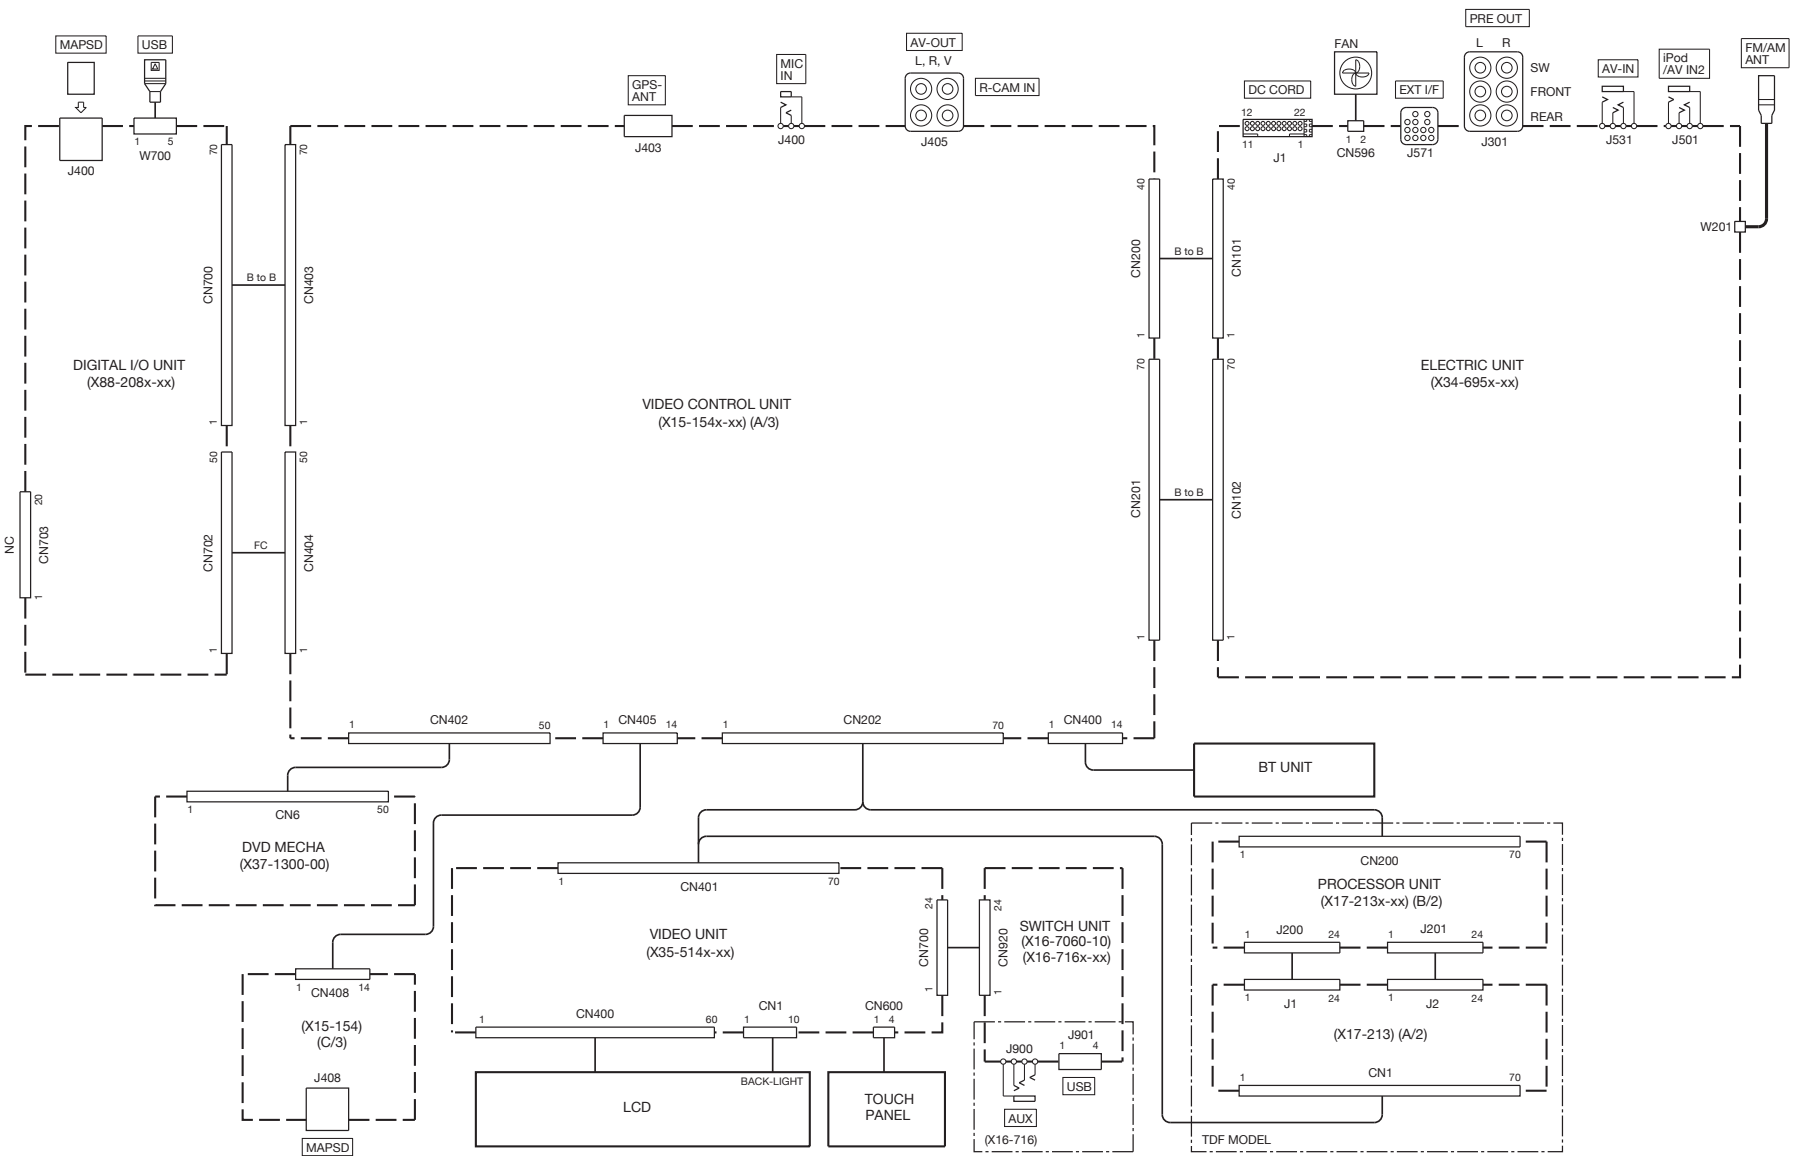 MAPSD
USB
J400
1 5
W700
70
CN700
1
B to B
70
CN403
1
DIGITAL I/O UNIT
(X88-208x-xx)
50
CN702
1
FC
50
CN404
1
NC
20
CN703
1
GPS-
ANT
J403
MIC
IN
J400
AV-OUT
L, R, V
R-CAM IN
J405
VIDEO CONTROL UNIT
(X15-154x-xx) (A/3)
40
CN200
1
B to B
40
CN101
1
70
CN201
1
B to B
70
CN102
1
DC CORD
12 22
11 1
J1
FAN
1 2
CN596
EXT I/F
J571
PRE OUT
L R
SW
FRONT
REAR
J301
AV-IN
J531
iPod
/AV IN2
J501
FM/AM
ANT
W201
ELECTRIC UNIT
(X34-695x-xx)
1 CN402 50
1 CN405 14
1 CN202 70
1 CN400 14
BT UNIT
1 50
CN6
DVD MECHA
(X37-1300-00)
1 14
CN408
(X15-154)
(C/3)
J408
MAPSD
1 70
CN401
VIDEO UNIT
(X35-514x-xx)
24
CN700
1
24
CN920
1
SWITCH UNIT
(X16-7060-10)
(X16-716x-xx)
1 CN400 60
CN1
1 10
CN600
1 4
BACK-LIGHT
LCD
TOUCH
PANEL
J900
J901
1 4
USB
AUX
(X16-716)
1 70
CN200
PROCESSOR UNIT
(X17-213x-xx) (B/2)
1 J200 24
1 J201 24
1 J1 24
1 J2 24
(X17-213) (A/2)
1 CN1 70
TDF MODEL